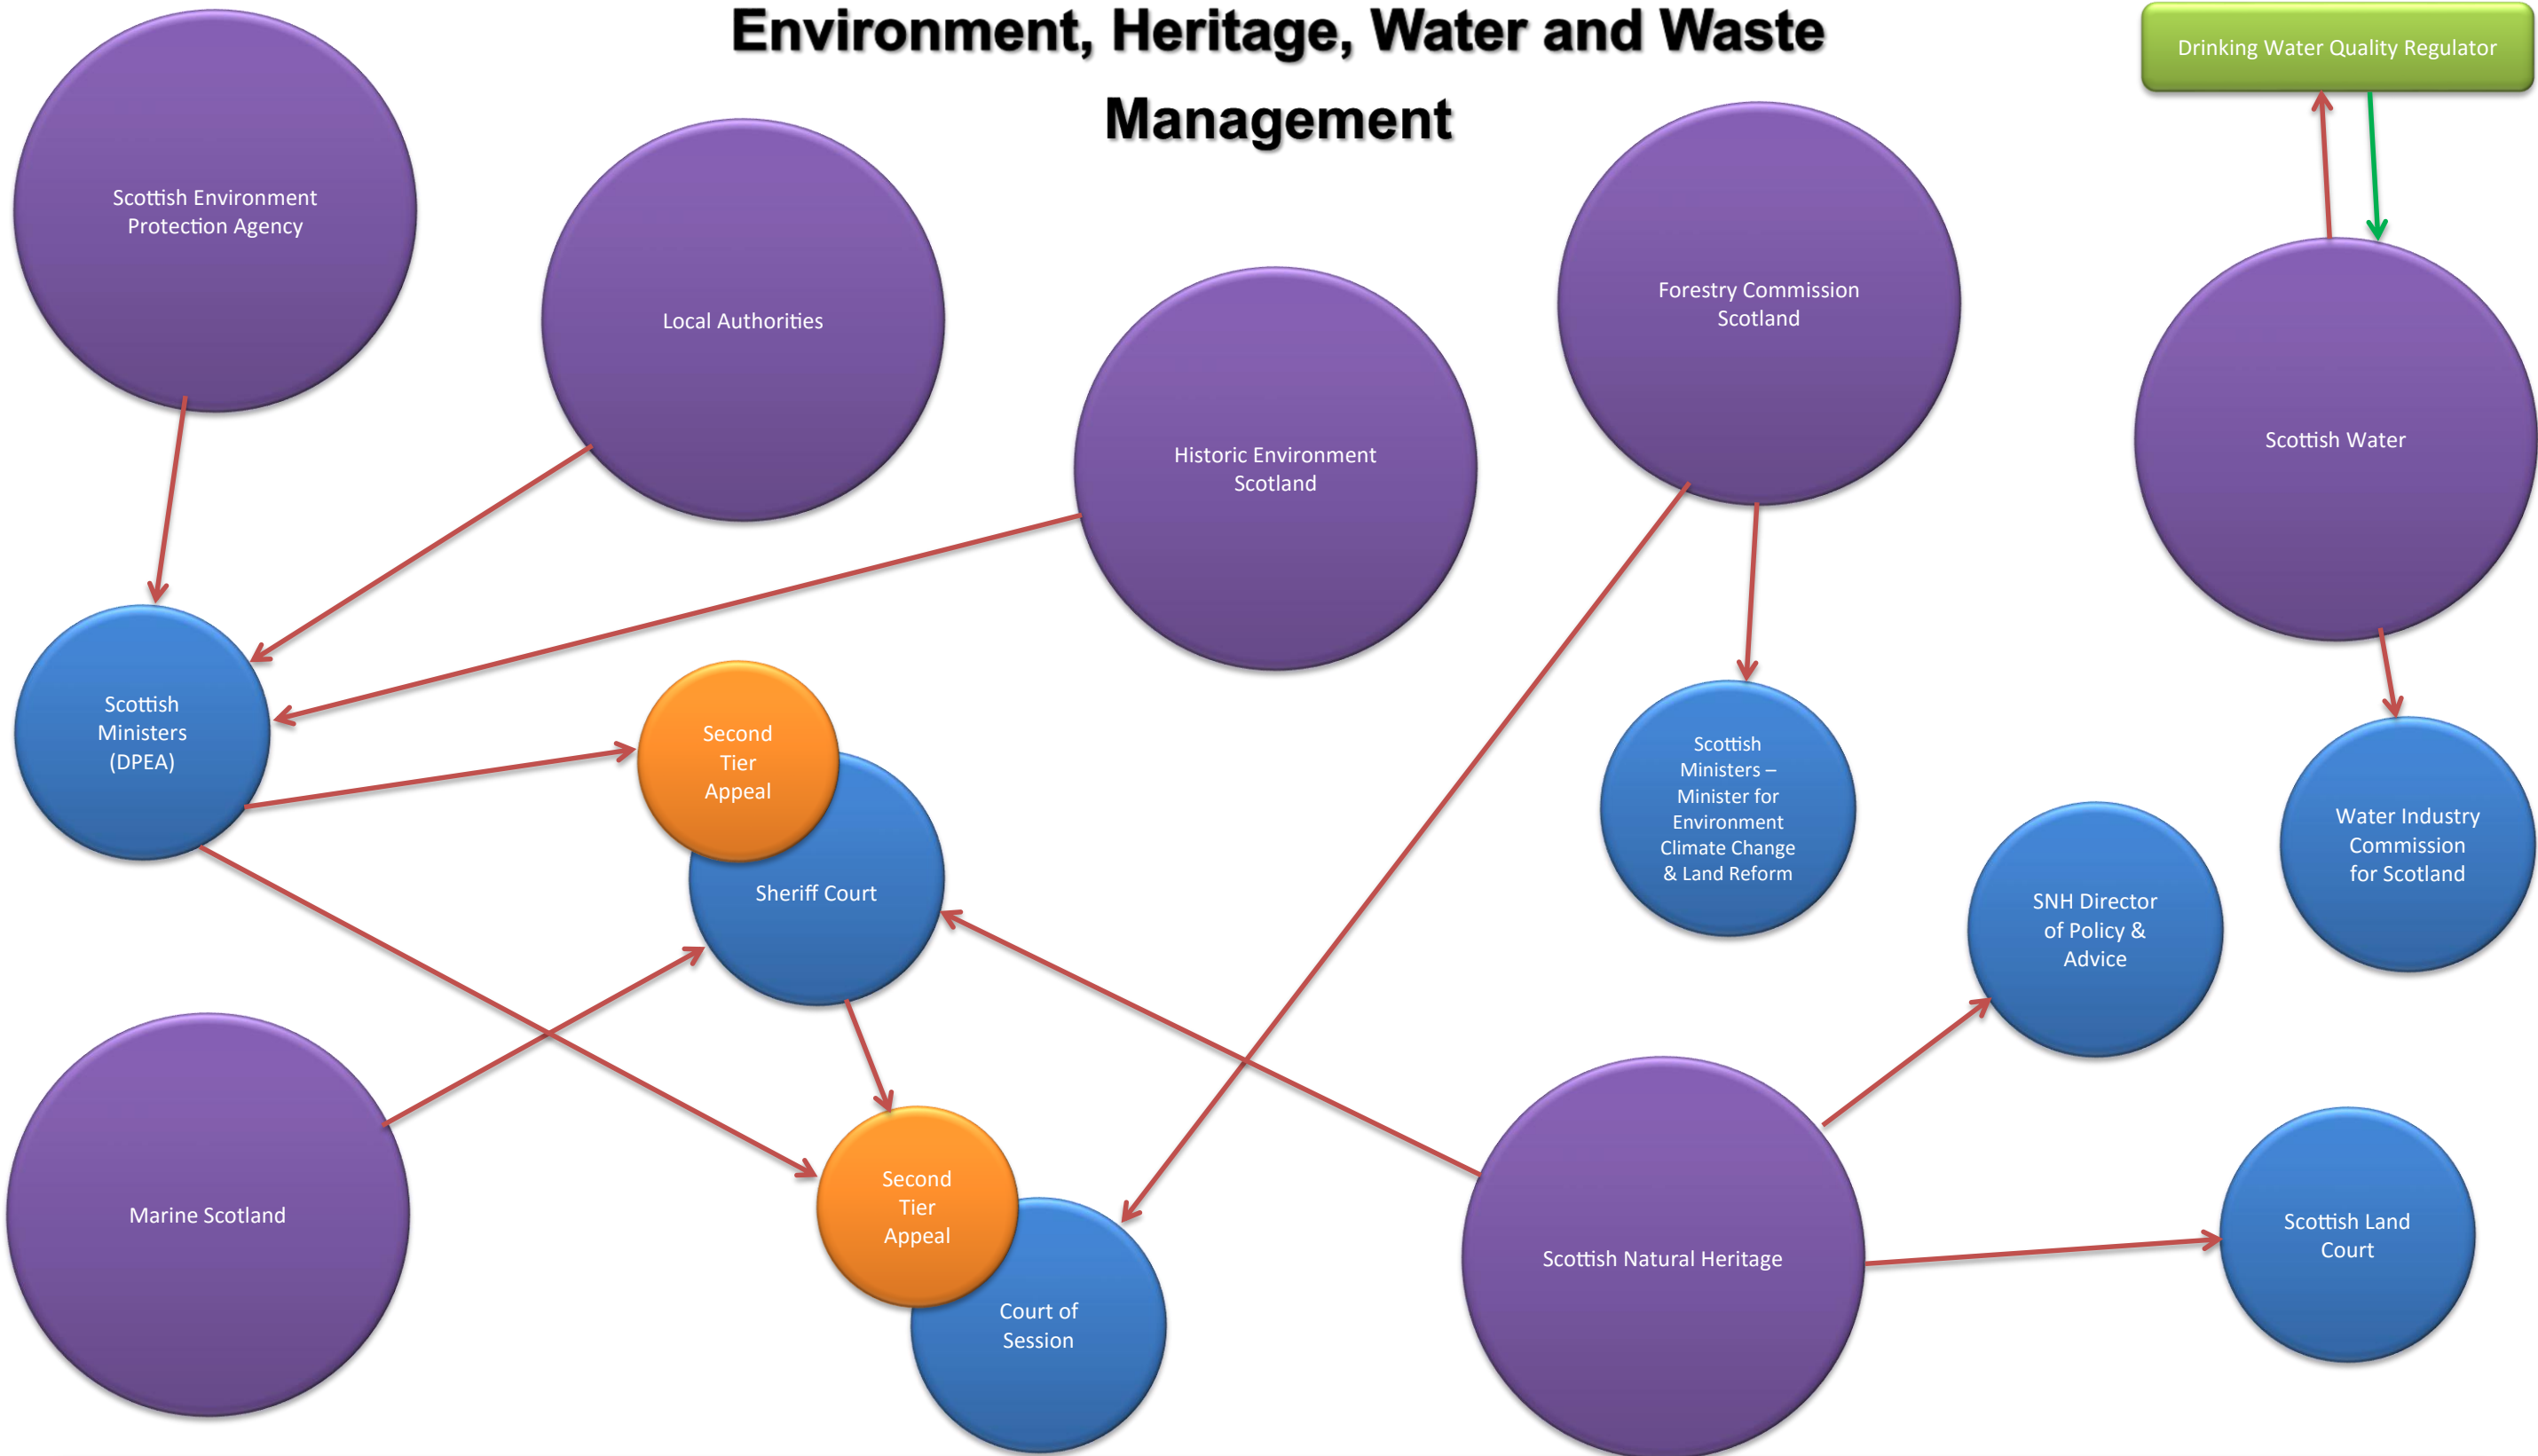 Environment, Heritage, Water and Waste
Management
Drinking Water Quality Regulator
Scottish Environment
Protection Agency
Local Authorities
Historic Environment
Scotland
Forestry Commission
Scotland
Scottish Water
Scottish
Ministers
(DPEA)
Second
Tier
Appeal
Sheriff Court
Scottish
Ministers –
Minister for
Environment
Climate Change
& Land Reform
Water Industry
Commission
for Scotland
SNH Director
of Policy &
Advice
Marine Scotland
Second
Tier
Appeal
Court of
Session
Scottish Natural Heritage
Scottish Land
Court